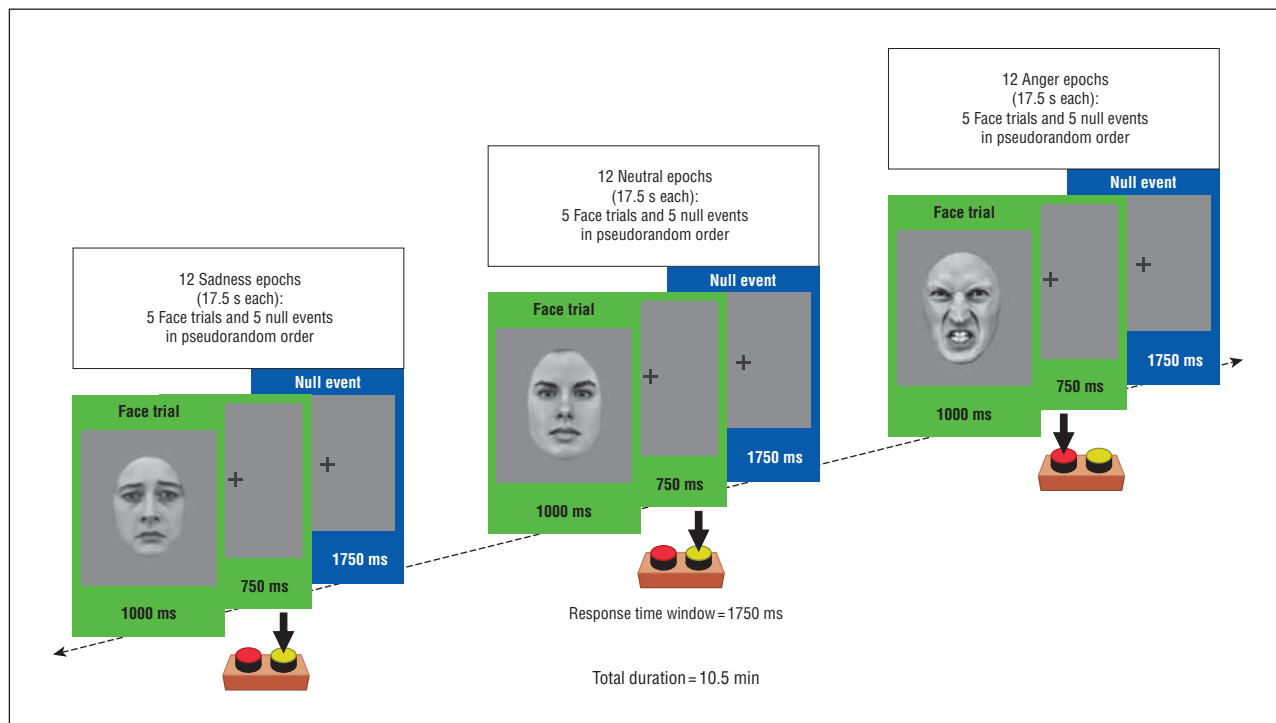 12 Sadness epochs
(17.5 s each):
5 Face trials and 5 null events
in pseudorandom order
Null event
Face trial
1750 ms
750 ms
1000 ms
12 Neutral epochs
(17.5 s each):
5 Face trials and 5 null events
in pseudorandom order
Null event
Face trial
1750 ms
750 ms
1000 ms
Response time window = 1750 ms
Total duration = 10.5 min
12 Anger epochs
(17.5 s each):
5 Face trials and 5 null events
in pseudorandom order
Null event
Face trial
1750 ms
750 ms
1000 ms